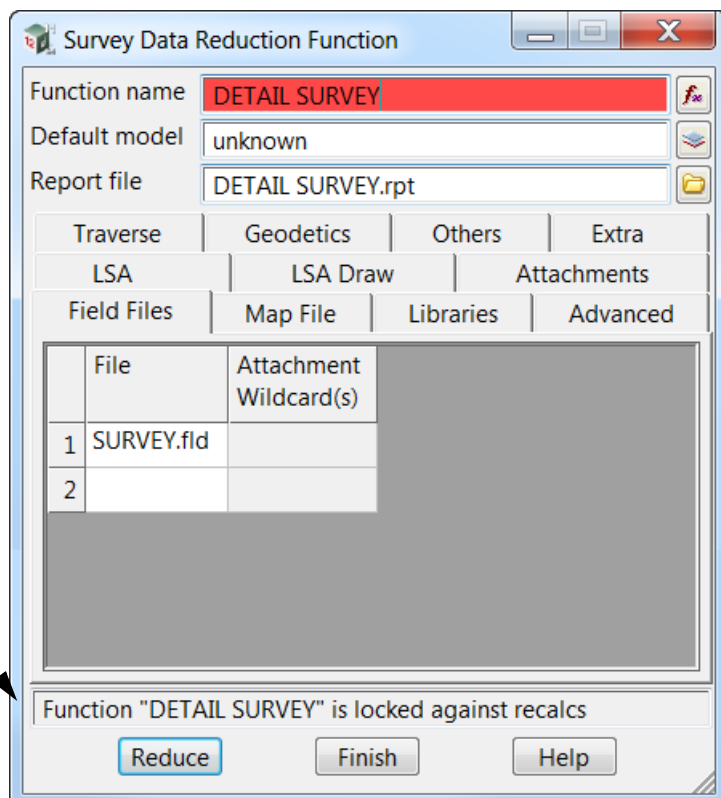 Survey Data Reduction Function
Function name DETAIL SURVEY
Default model unknown
Report file DETAIL SURVEY.rpt
Traverse Geodetics Others Extra
LSA LSA Draw Attachments
Field Files Map File Libraries Advanced
File Attachment
Wildcard(s)
1 SURVEY.fld
2
Function "DETAIL SURVEY" is locked against recalcs
Reduce Finish Help